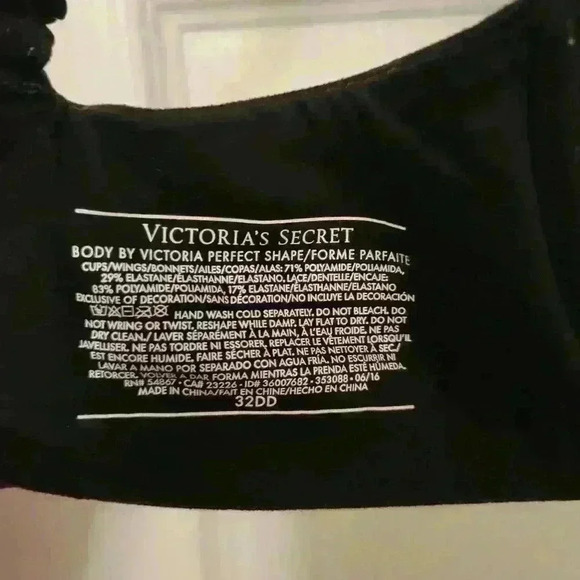 VICTORIA'S SECRET
BODY BY VICTORIA PERFECT SHAPE/FORME PARFAITE
CUPS/WINGS/BONNETS/AILES/COPAS/ALAS: 71% POLYAMIDE/POLIAMIDA,
29% ELASTANE/ÉLASTHANNE/ELASTANO. LACE/DENTELLE/ENCAJE:
83% POLYAMIDE/POLIAMIDA, 17% ELASTANE/ÉLASTHANNE/ELASTANO
EXCLUSIVE OF DECORATION/SANS DÉCORATION/NO INCLUYE LA DECORACIÓN
HAND WASH COLD SEPARATELY. DO NOT BLEACH. DO
NOT WRING OR TWIST, RESHAPE WHILE DAMP. LAY FLAT TO DRY. DO NOT
DRY CLEAN./ LAVER SÉPARÉMENT À LA MAIN, À L'EAU FROIDE. NE PAS
JAVELLISER. NE PAS TORDRE NI ESSORER, REPLACER LE VÊTEMENT LORSQU'IL
EST ENCORE HUMIDE. FAIRE SÉCHER À PLAT. NE PAS NETTOYER À SEC./
LAVAR A MANO POR SEPARADO CON AGUA FRÍA. NO ESCURRIR NI
RETORCER. VOLVER A DAR FORMA MIENTRAS LA PRENDA ESTÉ HÚMEDA.
RN# 54867 • CA# 23226 • ID# 36007682 • 353088 • 06/16
MADE IN CHINA/FAIT EN CHINE/HECHO EN CHINA
32DD